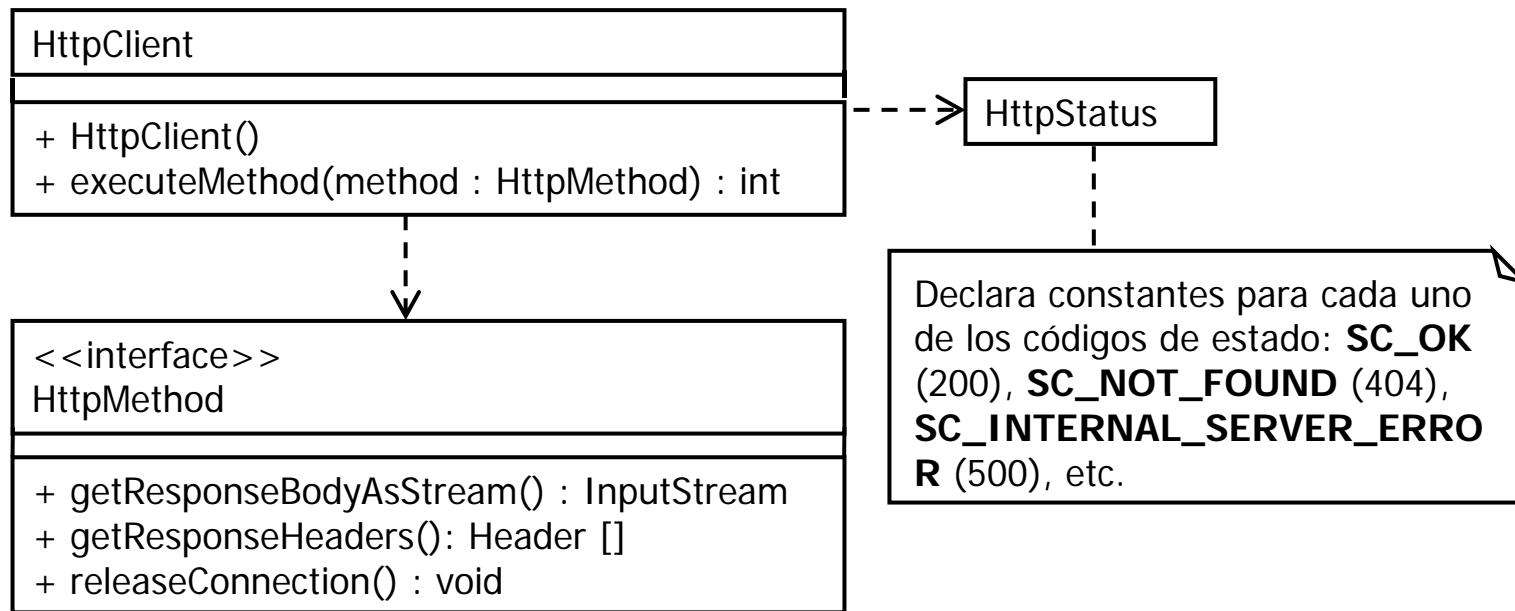 HttpClient
+ HttpClient()
+ executeMethod(method : HttpMethod) : int
HttpStatus
Declara constantes para cada uno
de los códigos de estado: SC_OK
(200), SC_NOT_FOUND (404),
SC_INTERNAL_SERVER_ERRO
R (500), etc.
<<interface>>
HttpMethod
+ getResponseBodyAsStream() : InputStream
+ getResponseHeaders(): Header []
+ releaseConnection() : void